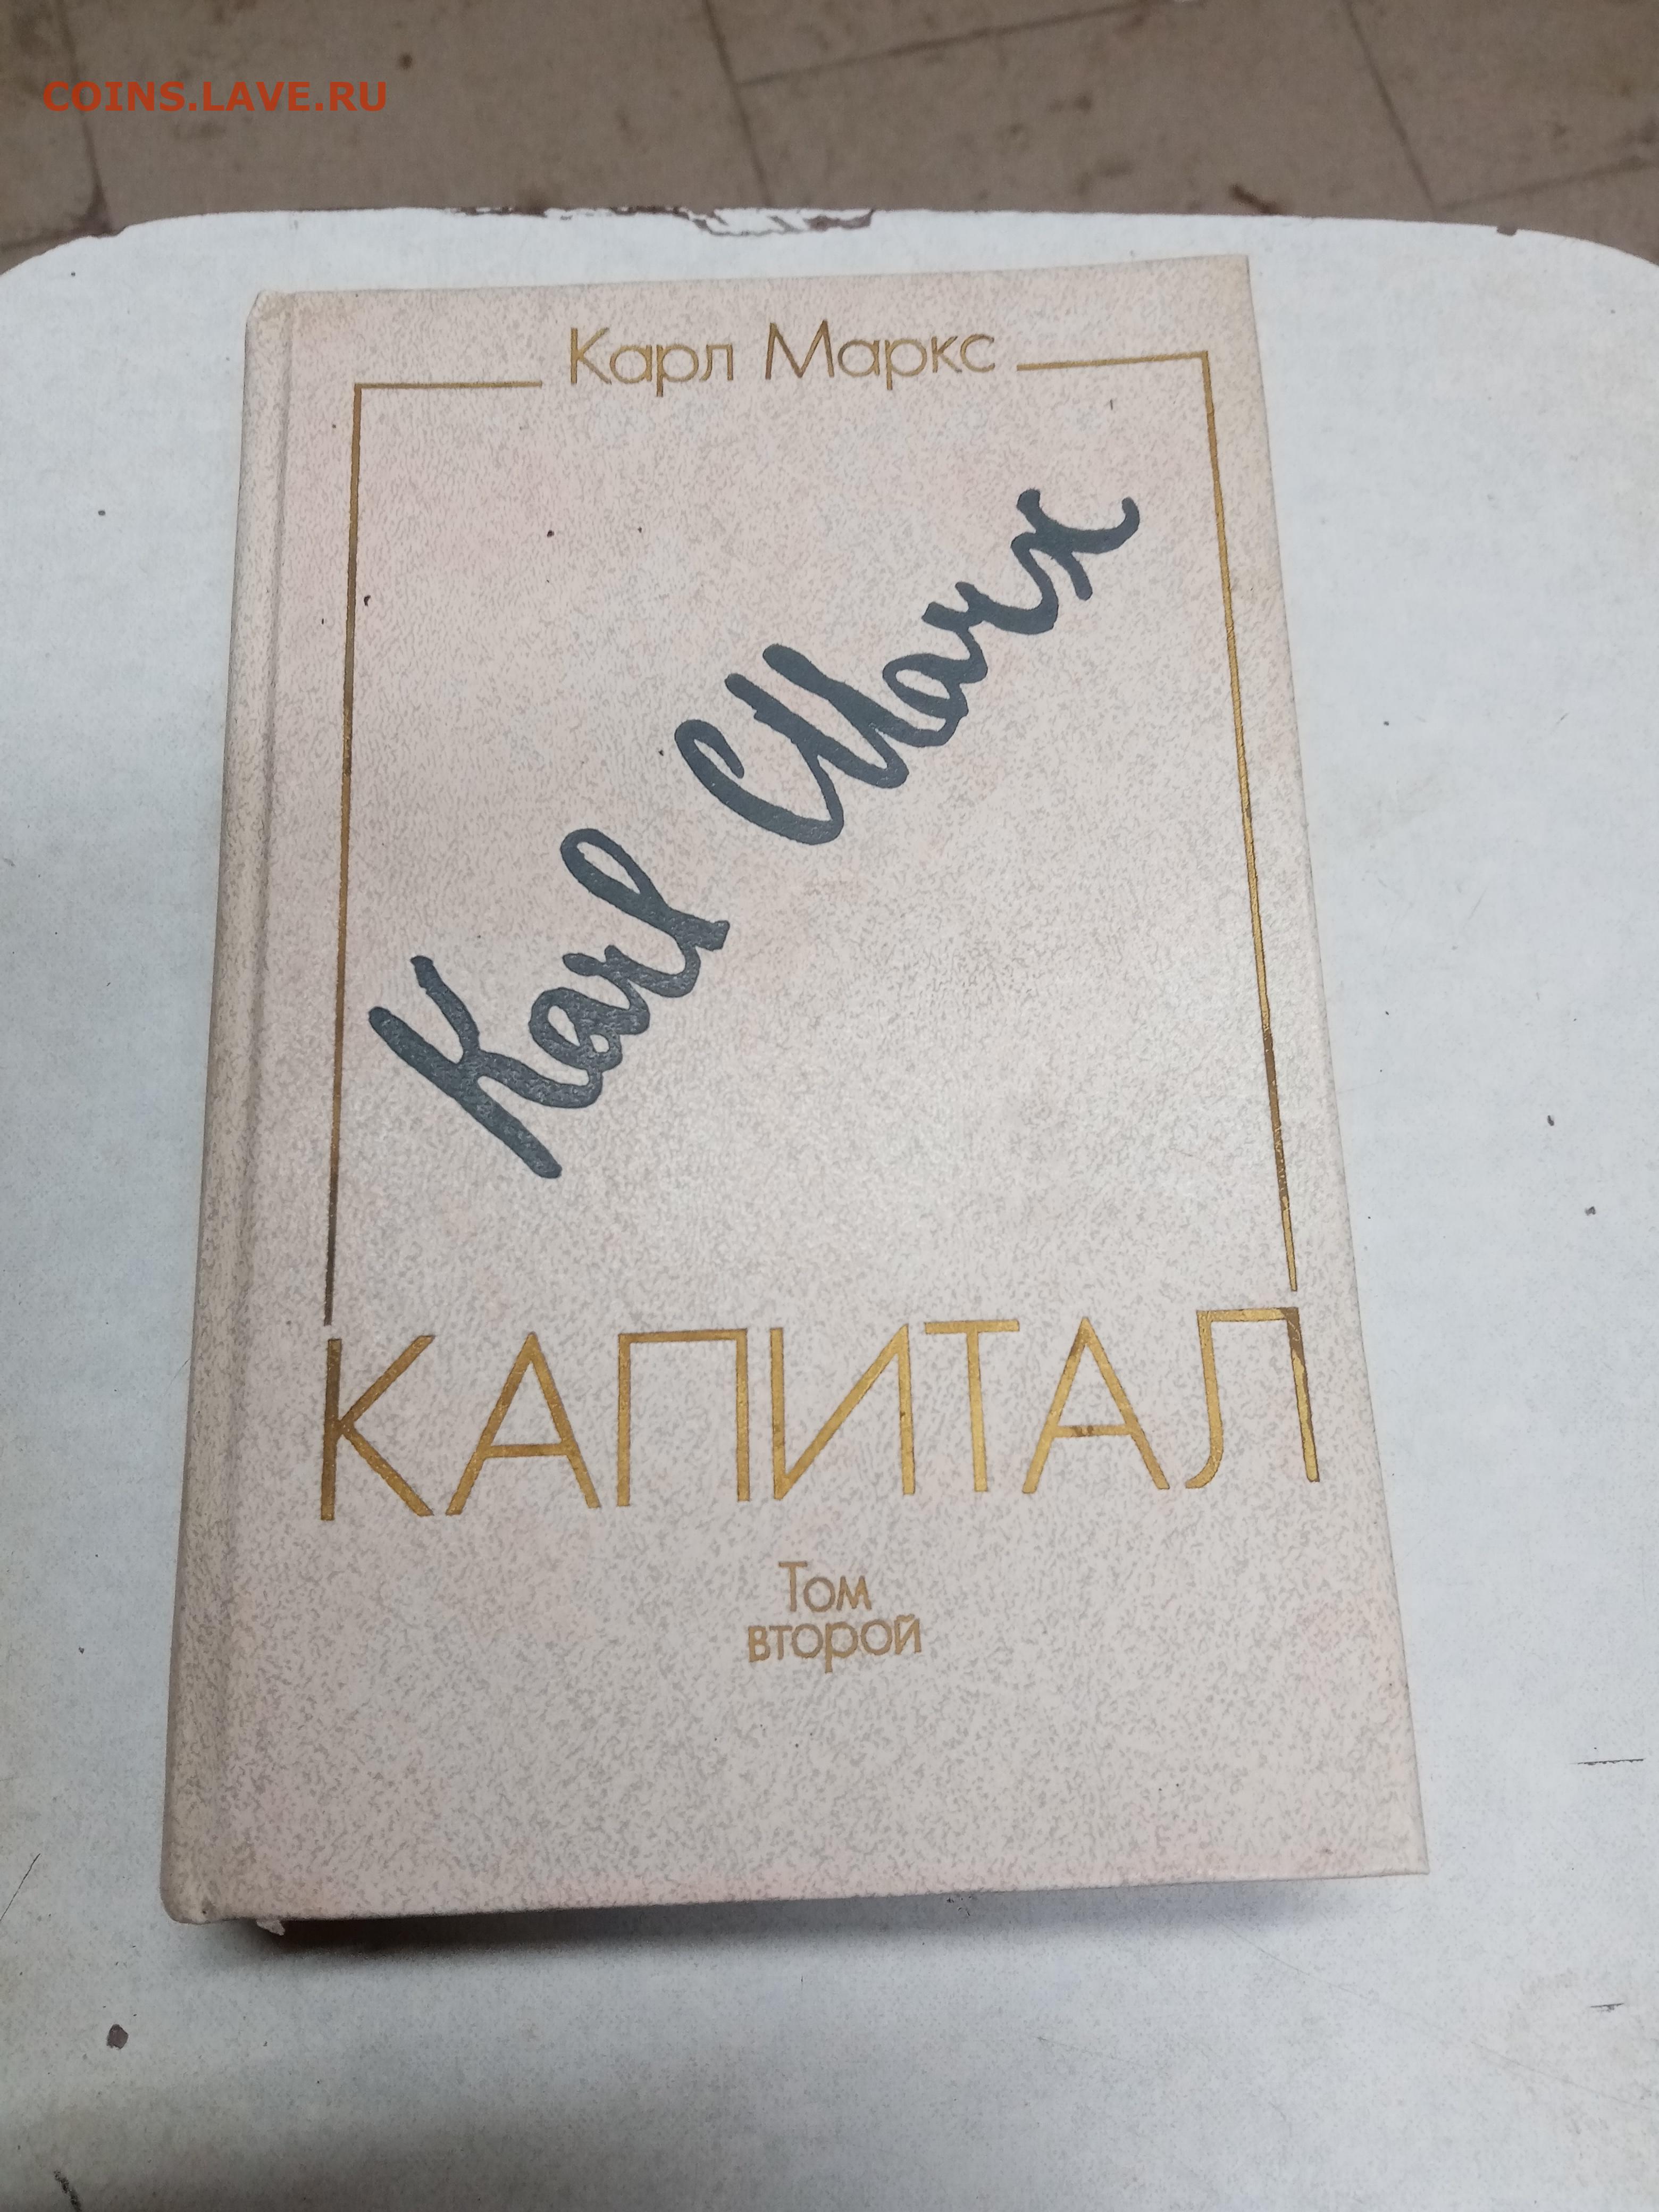 COINS.LAVE.RU
Карл Маркс
Karl Marx
КАПИТАЛ
Том
второй